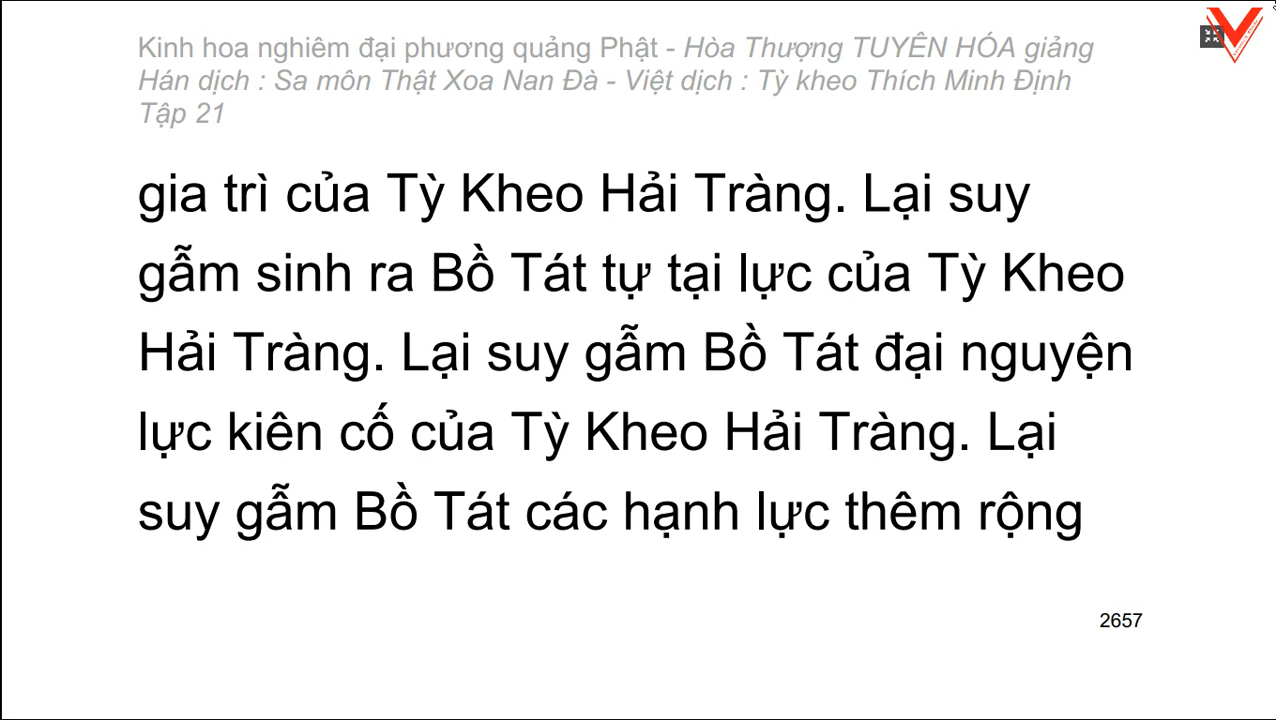 Kinh hoa nghiêm đại phương quảng Phật - Hòa Thượng TUYÊN HÓA giảng
Hán dịch : Sa môn Thật Xoa Nan Đà - Việt dịch : Tỳ kheo Thích Minh Định
Tập 21
gia trì của Tỳ Kheo Hải Tràng. Lại suy
gẫm sinh ra Bồ Tát tự tại lực của Tỳ Kheo
Hải Tràng. Lại suy gẫm Bồ Tát đại nguyện
lực kiên cố của Tỳ Kheo Hải Tràng. Lại
suy gẫm Bồ Tát các hạnh lực thêm rộng
2657